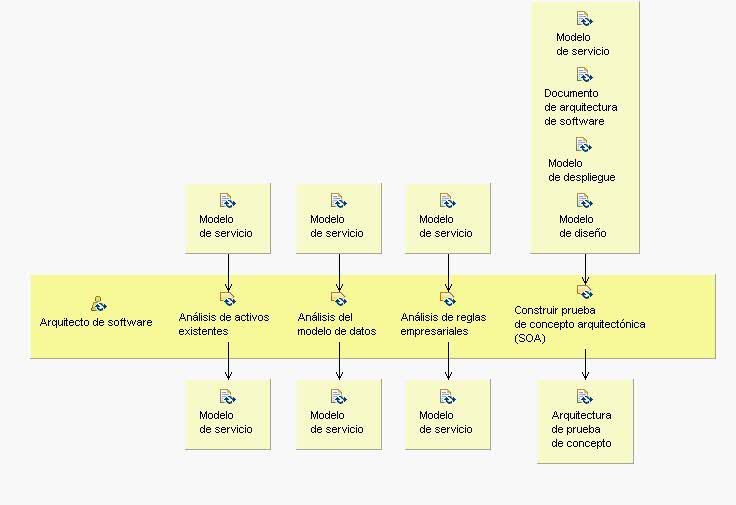 Modelo
de servicio
Documento
de arquitectura
de software
Modelo
de despliegue
Modelo
de diseño
Modelo
de servicio
Modelo
de servicio
Modelo
de servicio
Arquitecto de software
Análisis de activos
existentes
Análisis del
modelo de datos
Análisis de reglas
empresariales
Construir prueba
de concepto arquitectónica
(SOA)
Modelo
de servicio
Modelo
de servicio
Modelo
de servicio
Arquitectura
de prueba
de concepto